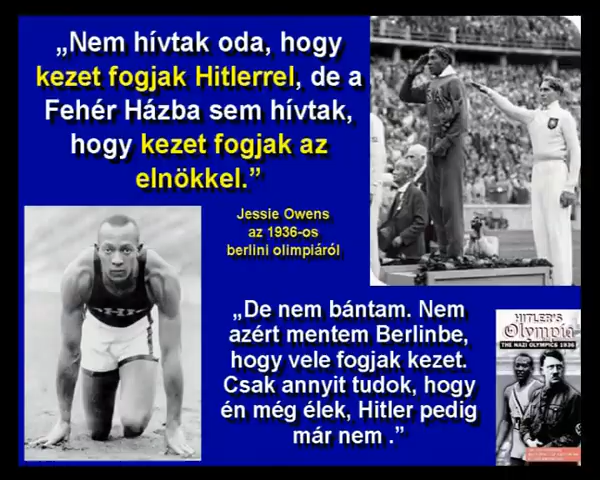 „Nem hívtak oda, hogy
kezet fogjak Hitlerrel, de a
Fehér Házba sem hívtak,
hogy kezet fogjak az
elnökkel.”
Jessie Owens
az 1936-os
berlini olimpiáról
„De nem bántam. Nem
azért mentem Berlinbe,
hogy vele fogjak kezet.
Csak annyit tudok, hogy
én még élek, Hitler pedig
már nem .”
HITLER'S
Olympic
THE NAZI OLYMPICS 1936